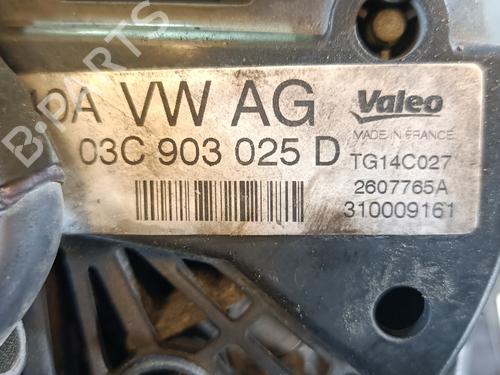 VW AG
03C 903 025 D
Valeo
MADE IN FRANCE
TG14C027
2607765A
310009161
B-Parts